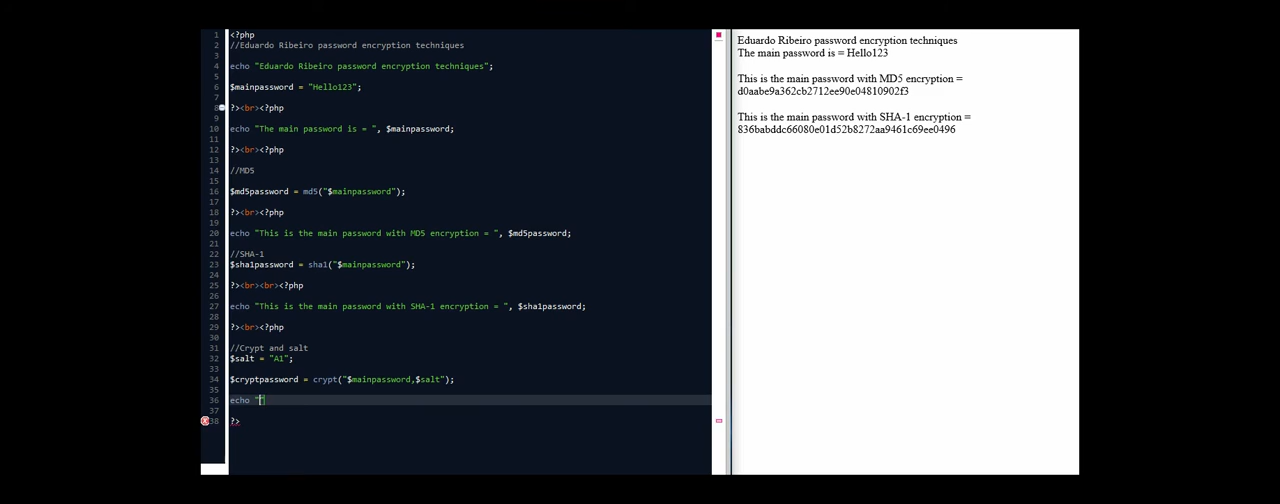 1 <?php
2 //Eduardo Ribeiro password encryption techniques
3
4 echo "Eduardo Ribeiro password encryption techniques";
5
6 $mainpassword = "Hello123";
7
8 ?><br><?php
9
10 echo "The main password is = ", $mainpassword;
11
12 ?><br><?php
13
14 //MD5
15
16 $md5password = md5("$mainpassword");
17
18 ?><br><?php
19
20 echo "This is the main password with MD5 encryption = ", $md5password;
21
22 //SHA-1
23 $sha1password = sha1("$mainpassword");
24
25 ?><br><br><?php
26
27 echo "This is the main password with SHA-1 encryption = ", $sha1password;
28
29 ?><br><?php
30
31 //Crypt and salt
32 $salt = "A1";
33
34 $cryptpassword = crypt("$mainpassword,$salt");
35
36 echo ""
37
38 ?>
Eduardo Ribeiro password encryption techniques
The main password is = Hello123
This is the main password with MD5 encryption =
d0aabe9a362cb2712ee90e04810902f3
This is the main password with SHA-1 encryption =
836babddc66080e01d52b8272aa9461c69ee0496